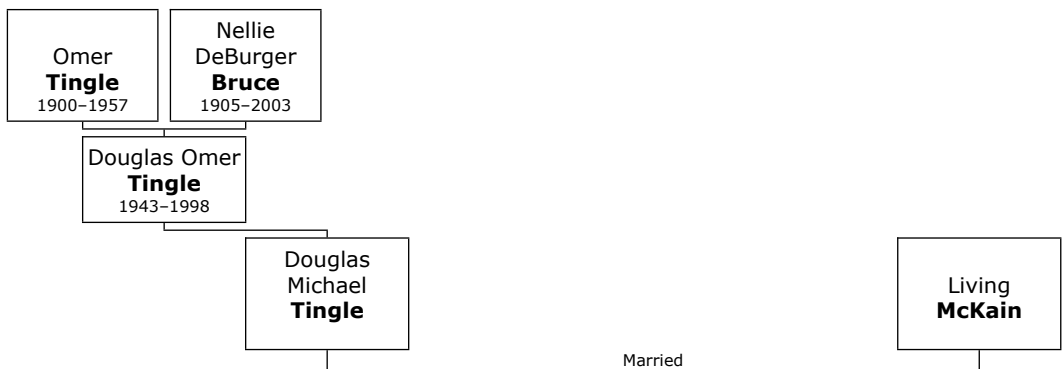 Omer
Tingle
1900–1957
Nellie
DeBurger
Bruce
1905–2003
Douglas Omer
Tingle
1943–1998
Douglas
Michael
Tingle
Living
McKain
Married